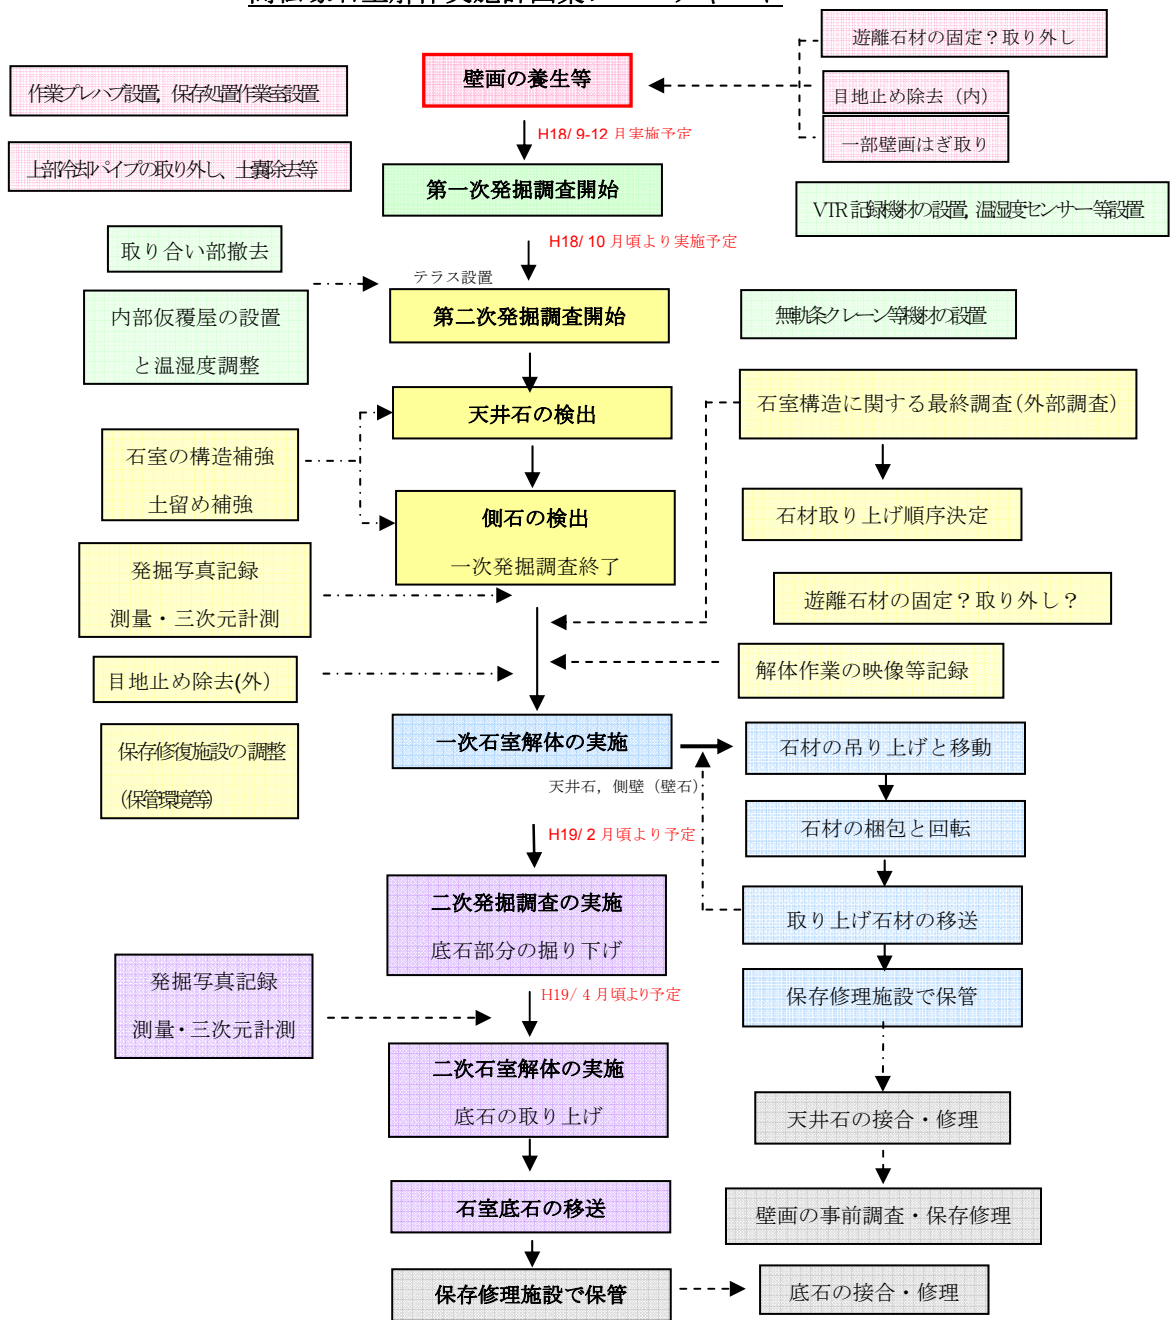 壁画の養生等
遊離石材の固定？取り外し
目地止め除去（内）
一部壁画はぎ取り
作業プレハブ設置, 保存処置作業室設置
上部冷却パイプの取り外し、土嚢除去等
H18/ 9-12 月実施予定
第一次発掘調査開始
VTR 記録機材の設置, 温湿度センサー等設置
H18/ 10 月頃より実施予定
取り合い部撤去
テラス設置
内部仮覆屋の設置
と温湿度調整
第二次発掘調査開始
無軌条クレーン等機材の設置
天井石の検出
石室構造に関する最終調査（外部調査）
石室の構造補強
土留め補強
側石の検出
一次発掘調査終了
石材取り上げ順序決定
発掘写真記録
測量・三次元計測
遊離石材の固定？取り外し？
目地止め除去(外）
解体作業の映像等記録
一次石室解体の実施
天井石, 側壁（壁石）
石材の吊り上げと移動
保存修復施設の調整
（保管環境等）
石材の梱包と回転
H19/ 2 月頃より予定
二次発掘調査の実施
底石部分の掘り下げ
取り上げ石材の移送
H19/ 4 月頃より予定
保存修理施設で保管
発掘写真記録
測量・三次元計測
二次石室解体の実施
底石の取り上げ
天井石の接合・修理
石室底石の移送
壁画の事前調査・保存修理
保存修理施設で保管
底石の接合・修理